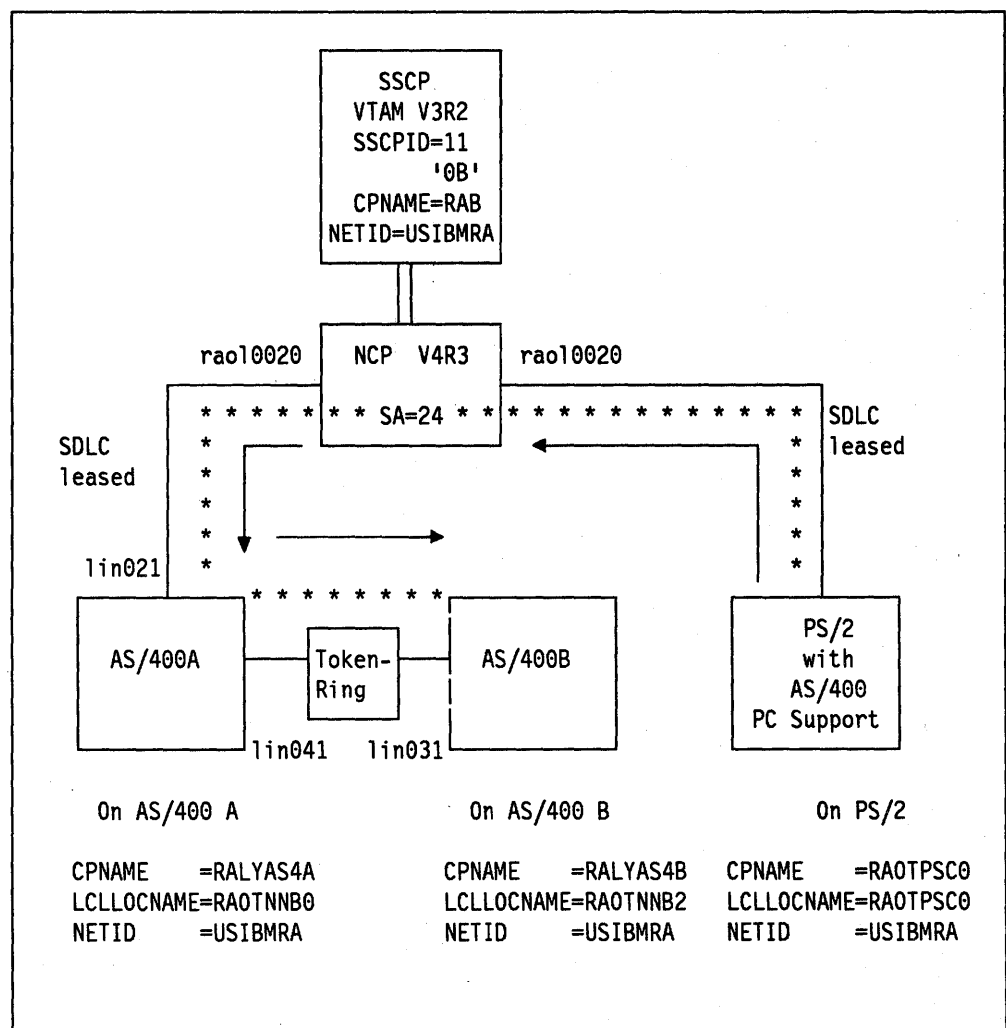 SSCP
VTAM V3R2
SSCPID=11
'0B'
CPNAME=RAB
NETID=USIBMRA
raol0020 NCP V4R3 raol0020
* * * * * * * SA=24 * * * * * * * * * * * * * *
SDLC
leased
SDLC
leased
lin021
* * * * * * * *
AS/400A
Token-
Ring
AS/400B
PS/2
with
AS/400
PC Support
lin041 lin031
On AS/400 A
CPNAME =RALYAS4A
LCLLOCNAME=RAOTNNB0
NETID =USIBMRA
On AS/400 B
CPNAME =RALYAS4B
LCLLOCNAME=RAOTNNB2
NETID =USIBMRA
On PS/2
CPNAME =RAOTPSC0
LCLLOCNAME=RAOTPSC0
NETID =USIBMRA